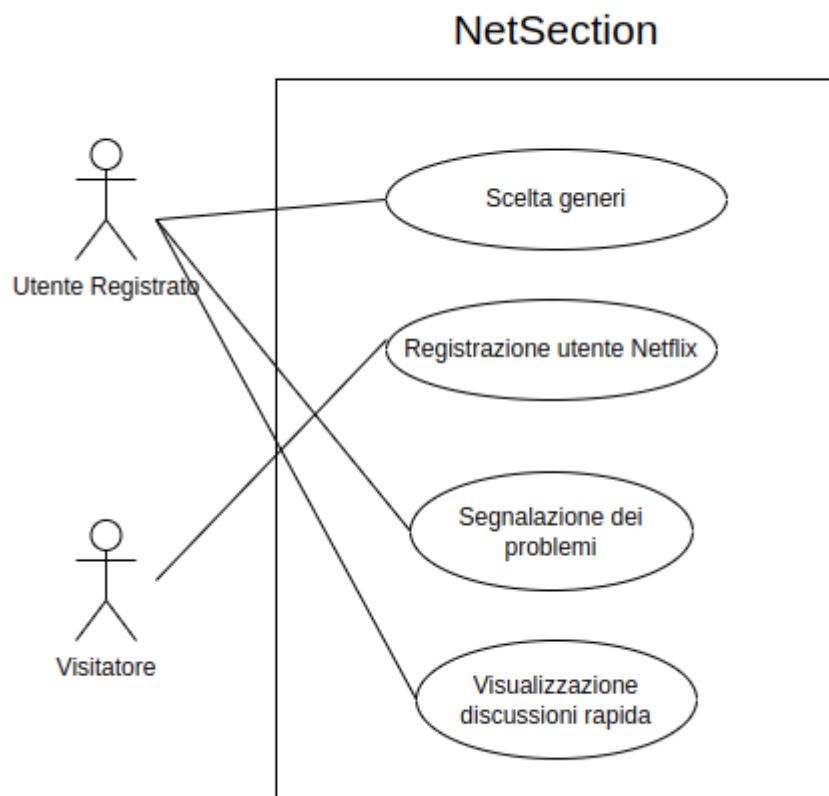 NetSection
Scelta generi
Utente Registrato
Registrazione utente Netflix
Segnalazione dei
problemi
Visitatore
Visualizzazione
discussioni rapida